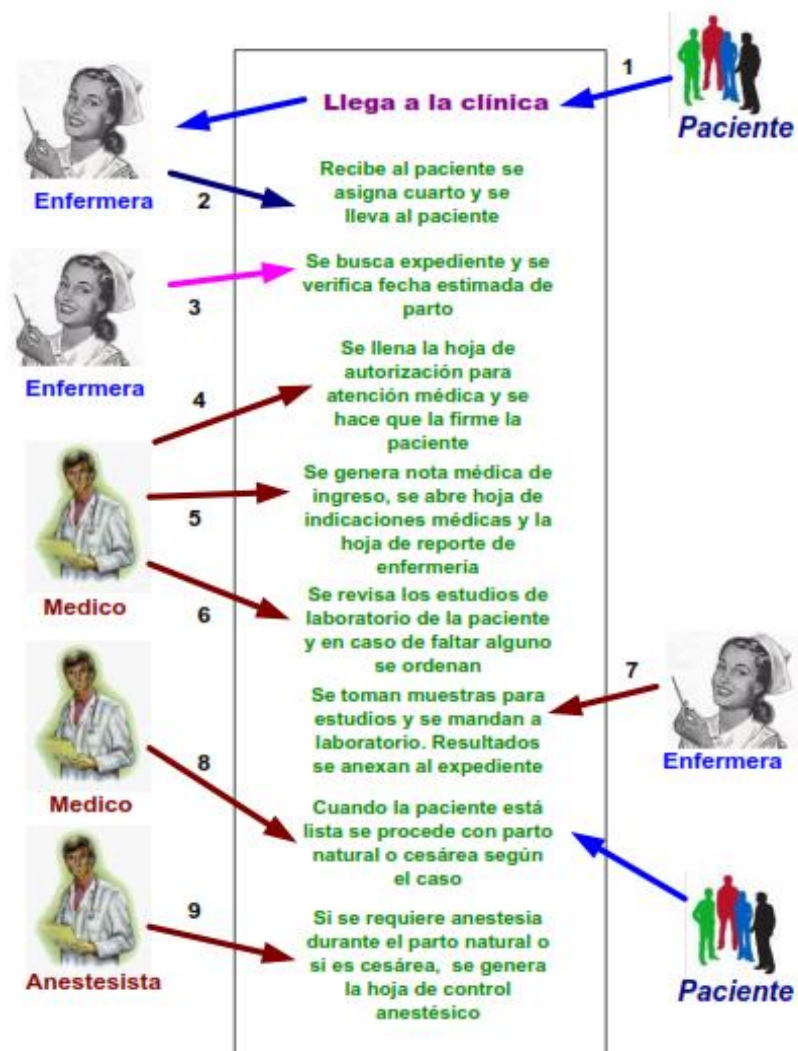 1
Llega a la clínica
Paciente
Enfermera
2
Recibe al paciente se
asigna cuarto y se
lleva al paciente
Enfermera
3
Se busca expediente y se
verifica fecha estimada de
parto
4
Se llena la hoja de
autorización para
atención médica y se
hace que la firme la
paciente
Medico
5
Se genera nota médica de
ingreso, se abre hoja de
indicaciones médicas y la
hoja de reporte de
enfermería
6
Se revisa los estudios de
laboratorio de la paciente
y en caso de faltar alguno
se ordenan
7
Enfermera
Se toman muestras para
estudios y se mandan a
laboratorio. Resultados
se anexan al expediente
Medico
8
Cuando la paciente está
lista se procede con parto
natural o cesárea según
el caso
Paciente
Anestesista
9
Si se requiere anestesia
durante el parto natural o
si es cesárea, se genera
la hoja de control
anestésico